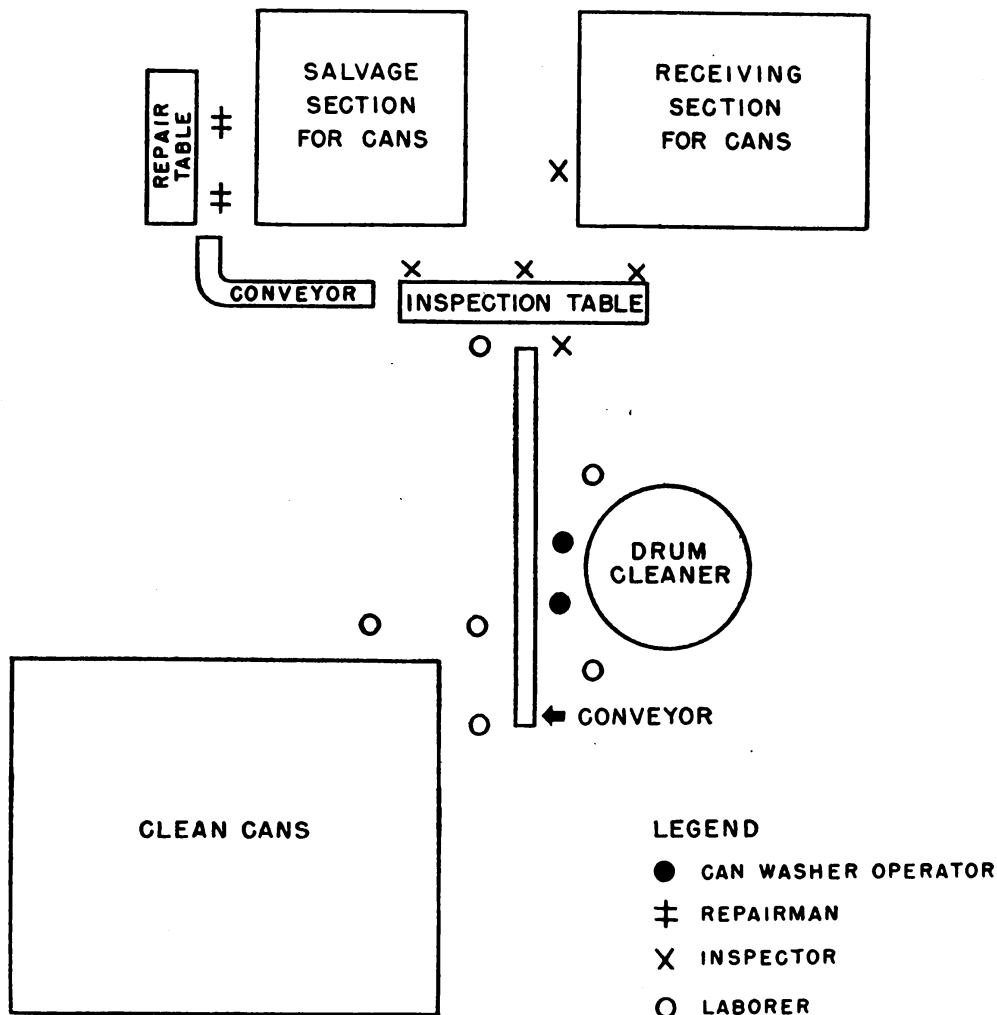 SALVAGE
SECTION
FOR CANS
RECEIVING
SECTION
FOR CANS
REPAIR
TABLE
CONVEYOR
INSPECTION TABLE
DRUM
CLEANER
CONVEYOR
CLEAN CANS
LEGEND
CAN WASHER OPERATOR
REPAIRMAN
INSPECTOR
LABORER